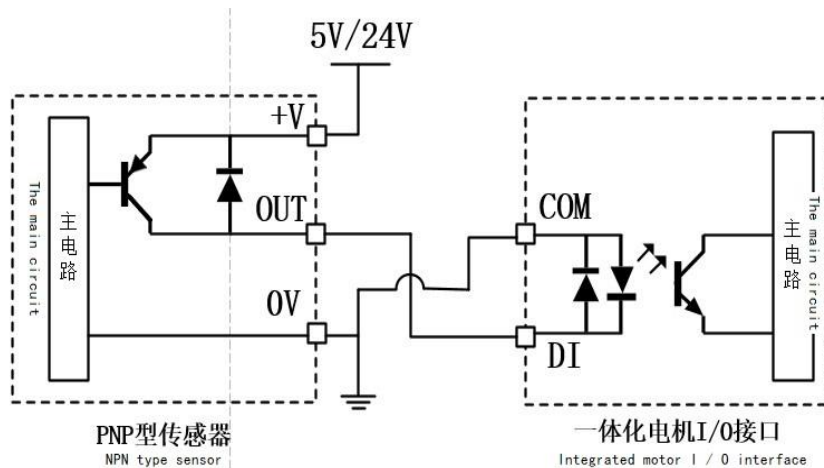 5V/24V
+V
OUT
0V
The main circuit
主电路
COM
DI
主电路
The main circuit
PNP型传感器
NPN type sensor
一体化电机I/O接口
Integrated motor I / O interface